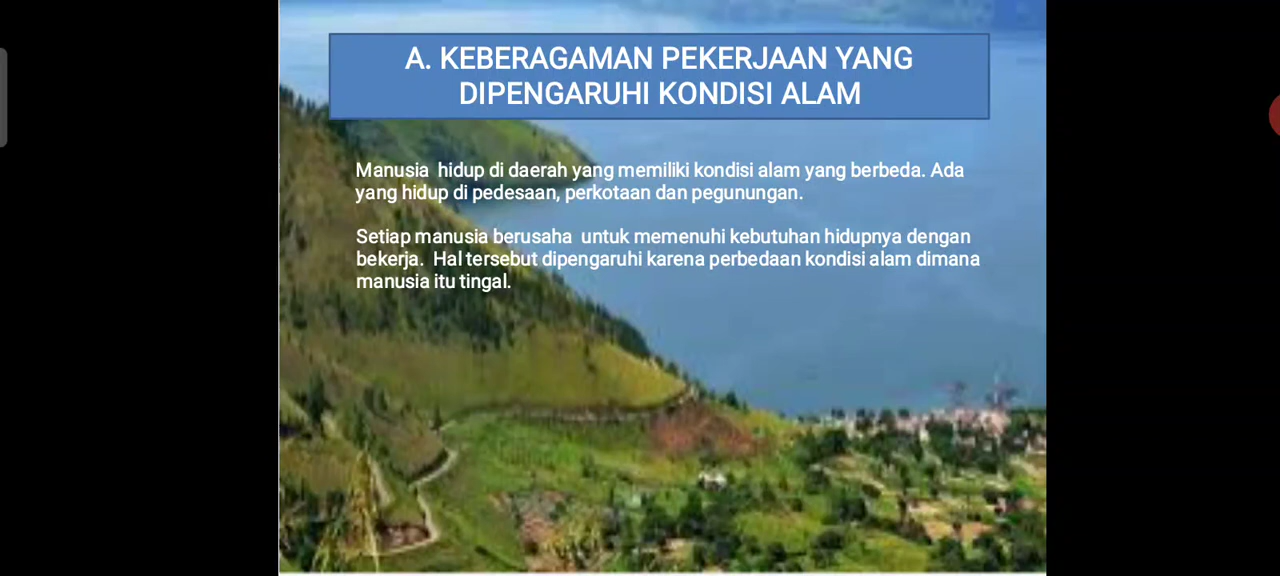 A. KEBERAGAMAN PEKERJAAN YANG
DIPENGARUHI KONDISI ALAM
Manusia hidup di daerah yang memiliki kondisi alam yang berbeda. Ada
yang hidup di pedesaan, perkotaan dan pegunungan.
Setiap manusia berusaha untuk memenuhi kebutuhan hidupnya dengan
bekerja. Hal tersebut dipengaruhi karena perbedaan kondisi alam dimana
manusia itu tingal.